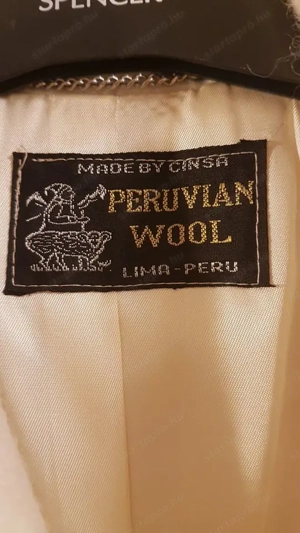 SPENCER
MADE BY CINSA
PERUVIAN
WOOL
LIMA-PERU